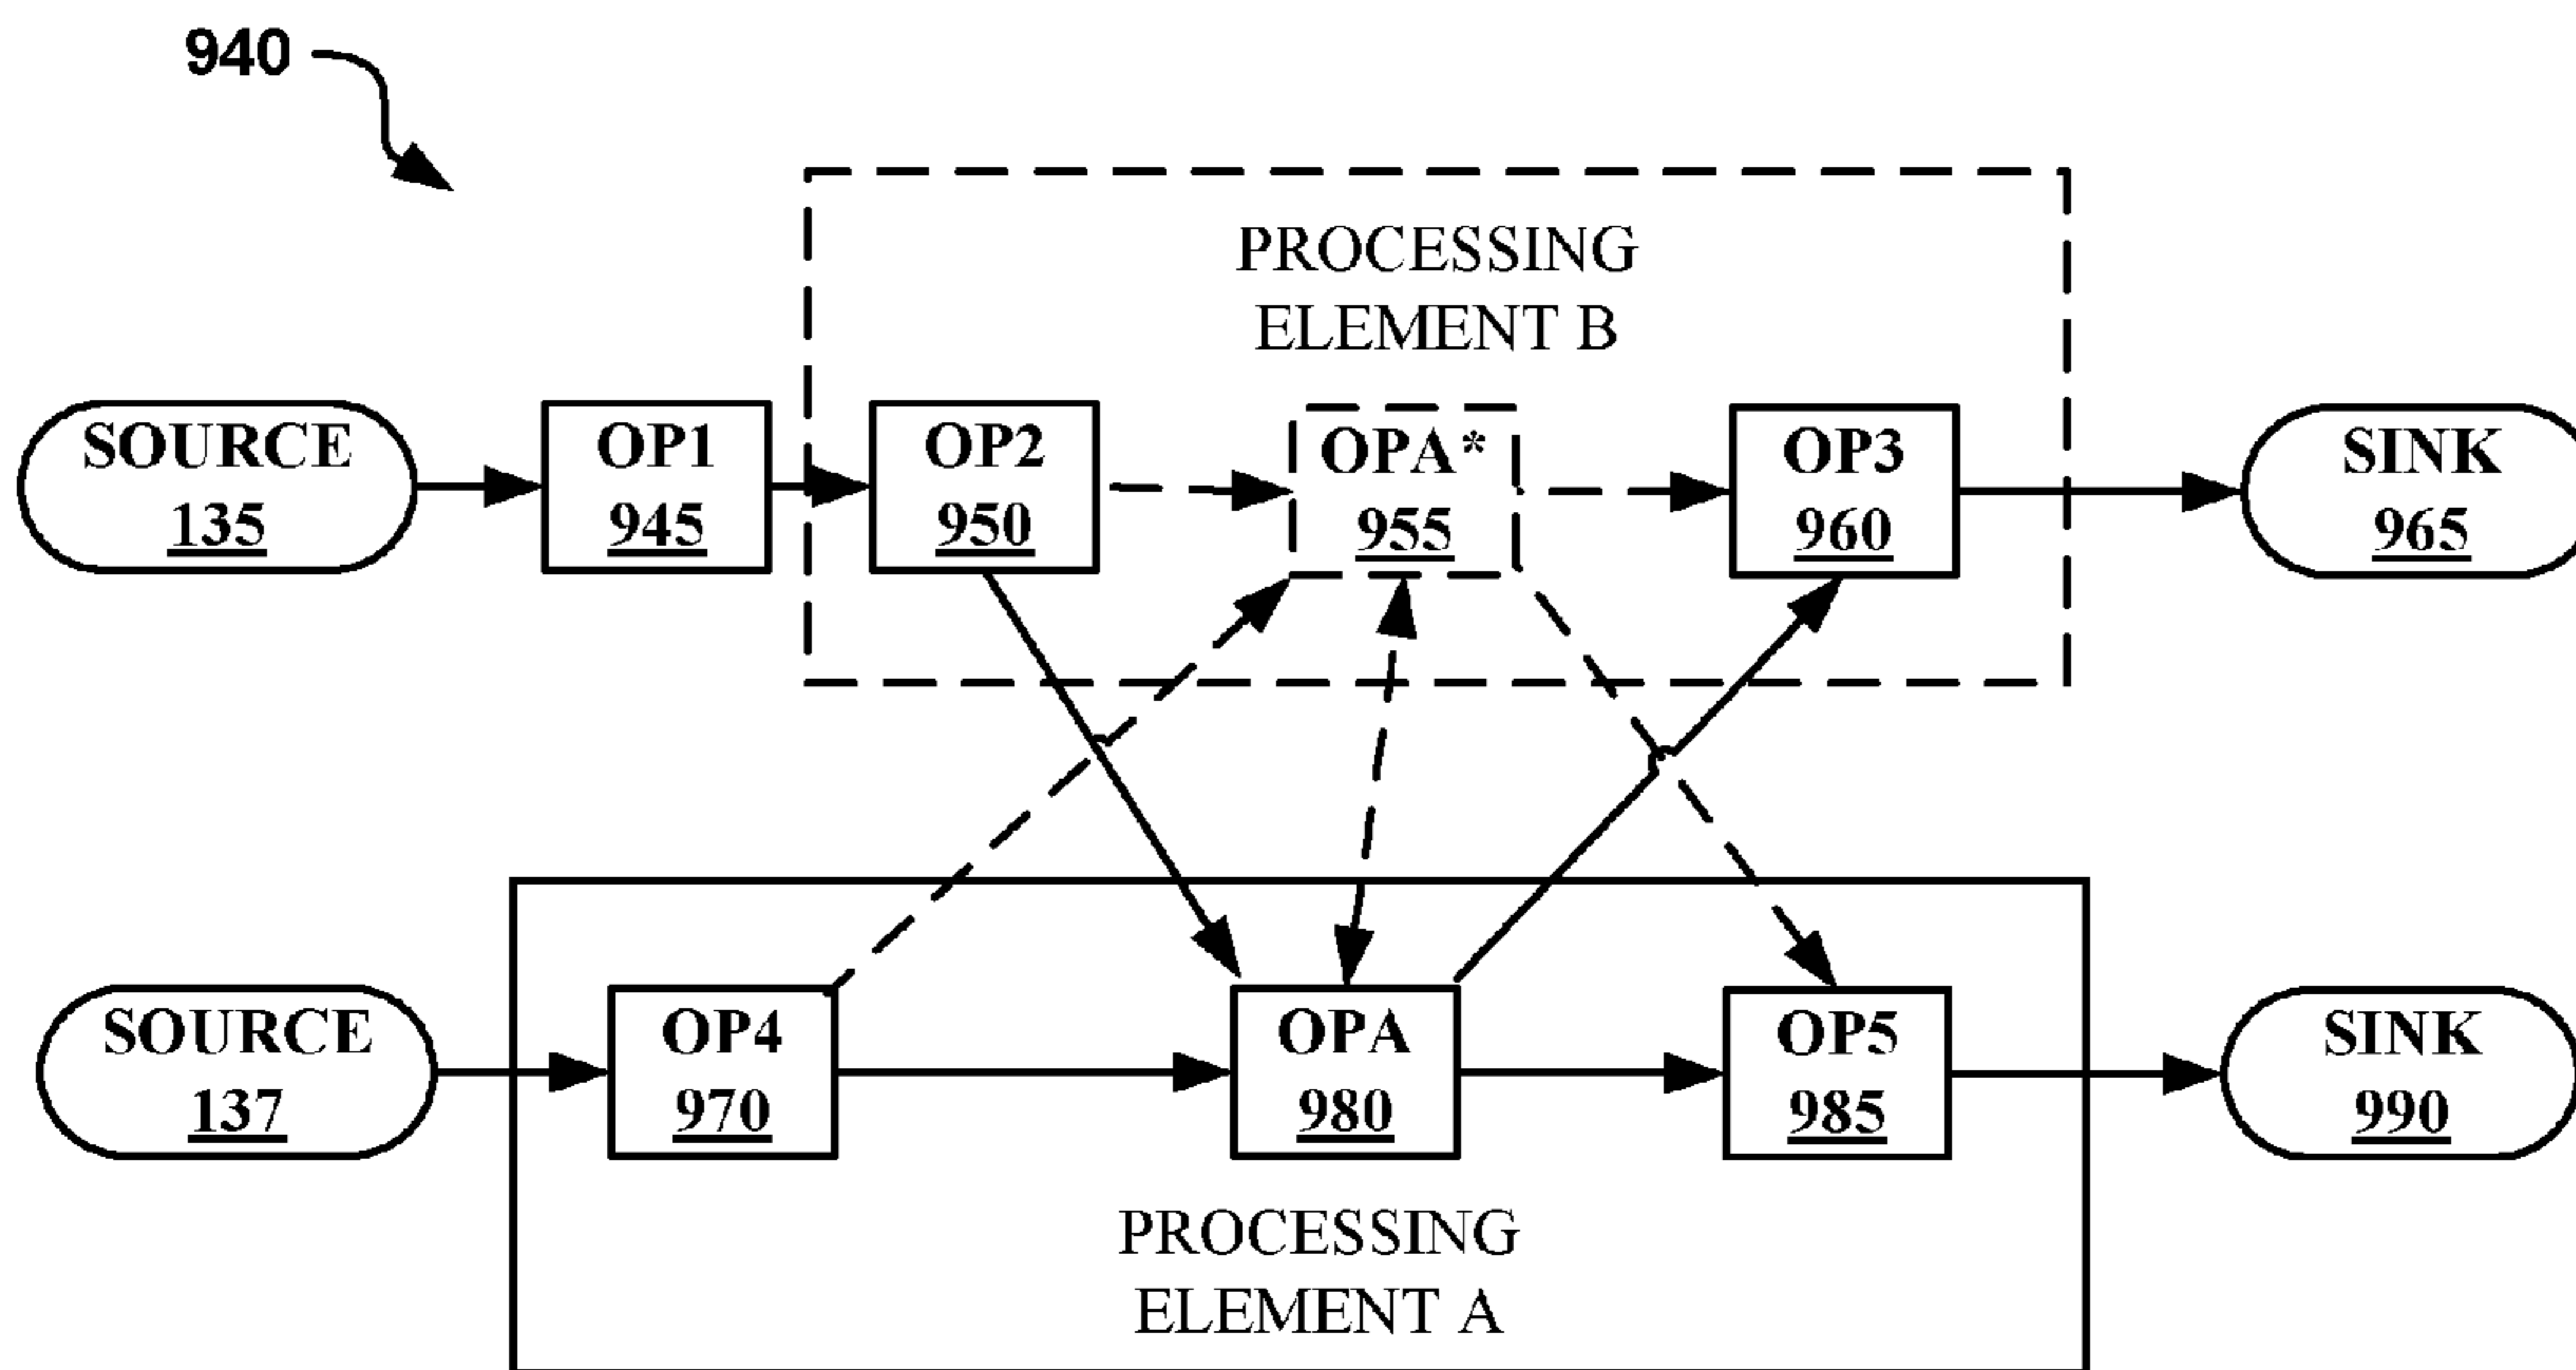 940
PROCESSING
ELEMENT B
SOURCE
135
OP1
945
OP2
950
OPA*
955
OP3
960
SINK
965
SOURCE
137
OP4
970
OPA
980
OP5
985
SINK
990
PROCESSING
ELEMENT A